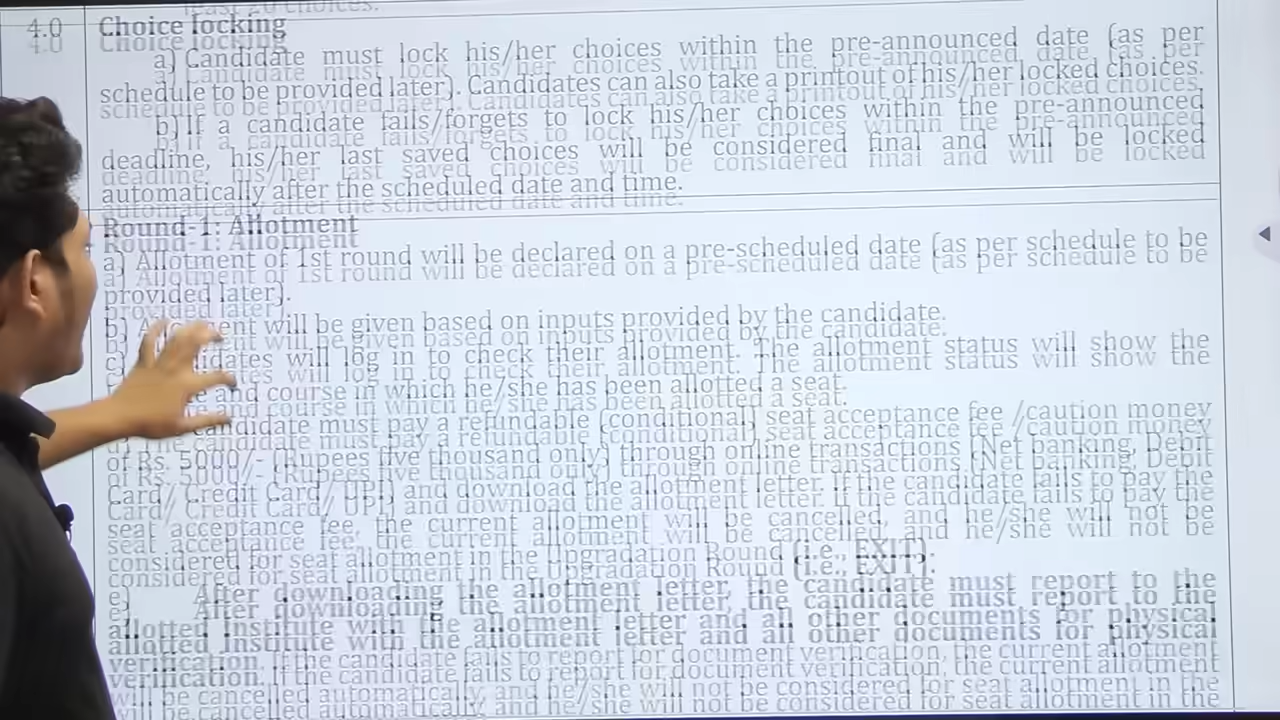 least 20 choices.
4.0 Choice locking
a) Candidate must lock his/her choices within the pre-announced date (as per
schedule to be provided later). Candidates can also take a printout of his/her locked choices.
b) If a candidate fails/forgets to lock his/her choices within the pre-announced
deadline, his/her last saved choices will be considered final and will be locked
automatically after the scheduled date and time.
Round-1: Allotment
a) Allotment of 1st round will be declared on a pre-scheduled date (as per schedule to be
provided later).
b) Allotment will be given based on inputs provided by the candidate.
c) Candidates will log in to check their allotment. The allotment status will show the
and course in which he/she has been allotted a seat.
candidate must pay a refundable (conditional) seat acceptance fee /caution money
of Rs. 5000/- (Rupees five thousand only) through online transactions (Net banking, Debit
Card/ Credit Card/ UPI) and download the allotment letter. If the candidate fails to pay the
seat acceptance fee, the current allotment will be cancelled, and he/she will not be
considered for seat allotment in the Upgradation Round (i.e., EXIT).
e) After downloading the allotment letter, the candidate must report to the
allotted Institute with the allotment letter and all other documents for physical
verification. If the candidate fails to report for document verification, the current allotment
will be cancelled automatically, and he/she will not be considered for seat allotment in the